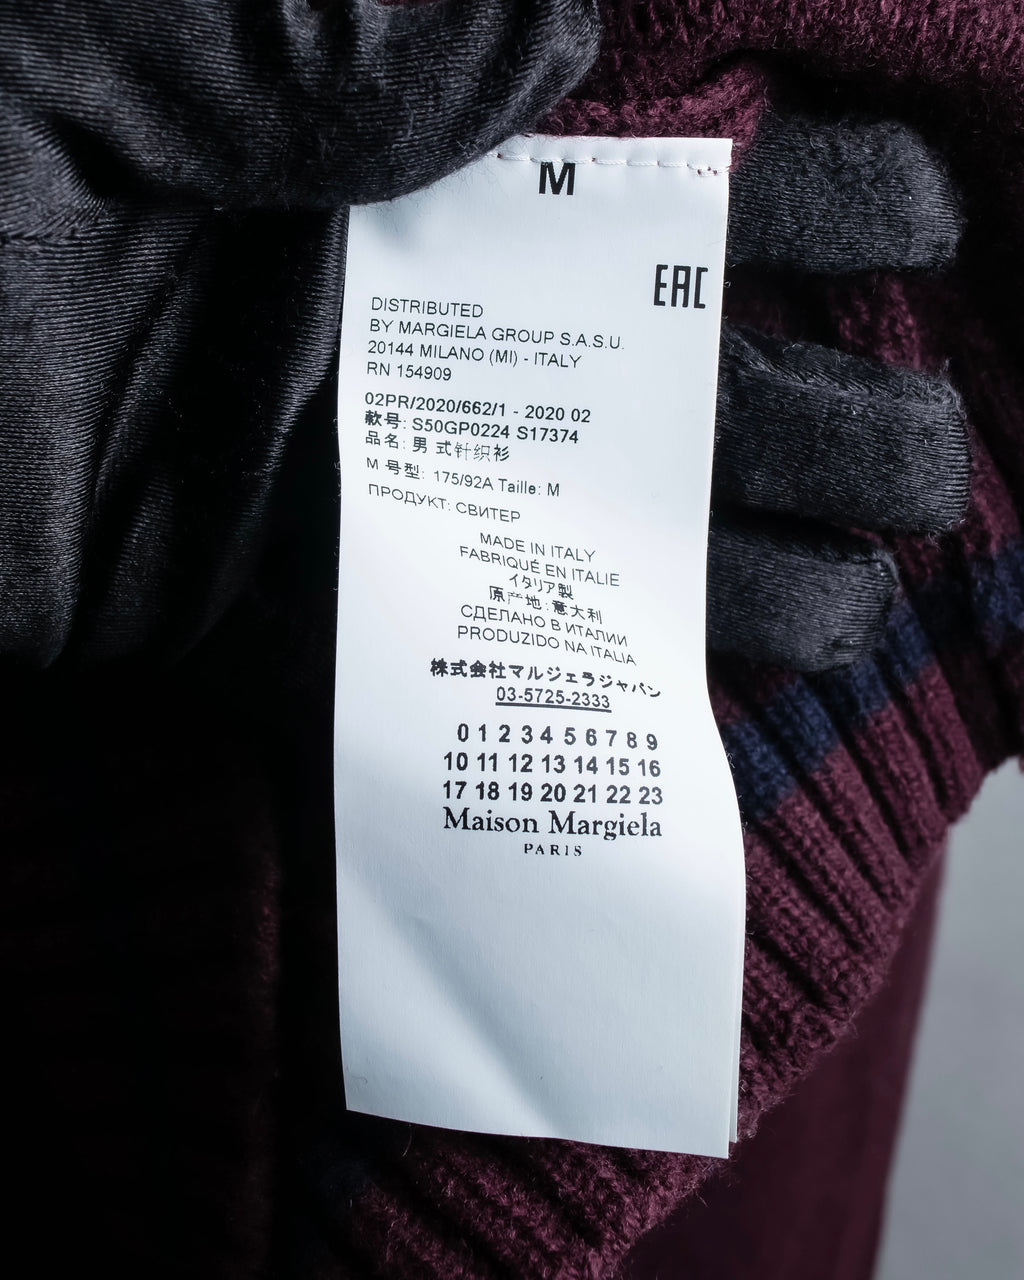 M
EAC
DISTRIBUTED
BY MARGIELA GROUP S.A.S.U.
20144 MILANO (MI) - ITALY
RN 154909
02PR/2020/662/1 - 2020 02
款号: S50GP0224 S17374
品名: 男 式针织衫
M 号型: 175/92A Taille: M
ПРОДУКТ: СВИТЕР
MADE IN ITALY
FABRIQUÉ EN ITALIE
イタリア製
原产地:意大利
СДЕЛАНО В ИТАЛИИ
PRODUZIDO NA ITALIA
株式会社マルジェラジャパン
03-5725-2333
0 1 2 3 4 5 6 7 8 9
10 11 12 13 14 15 16
17 18 19 20 21 22 23
Maison Margiela
PARIS